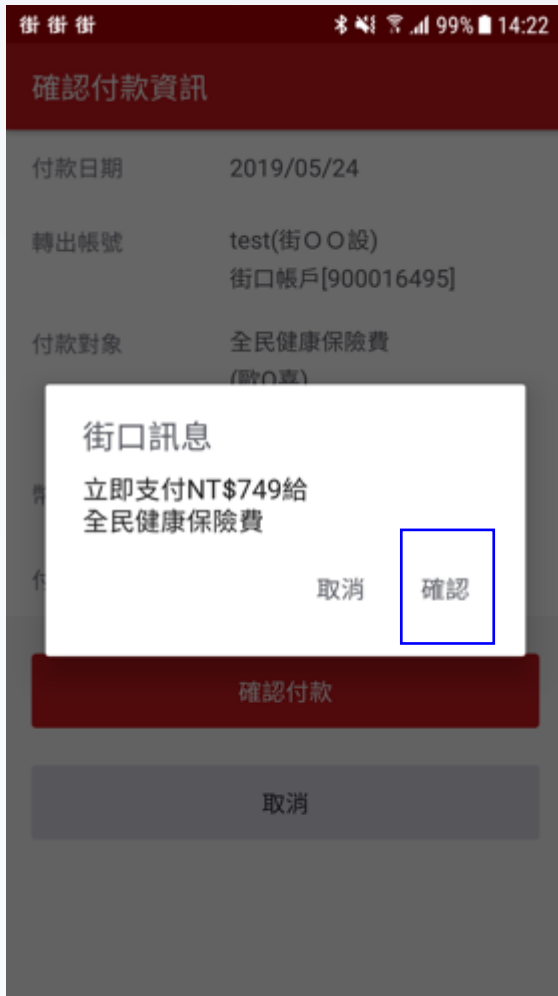 街 街 街 99% 14:22
確認付款資訊
付款日期 2019/05/24
轉出帳號 test(街ＯＯ設)
街口帳戶[900016495]
付款對象 全民健康保險費
(歐O嘉)
街口訊息
立即支付NT$749給
全民健康保險費
取消 確認
確認付款
取消